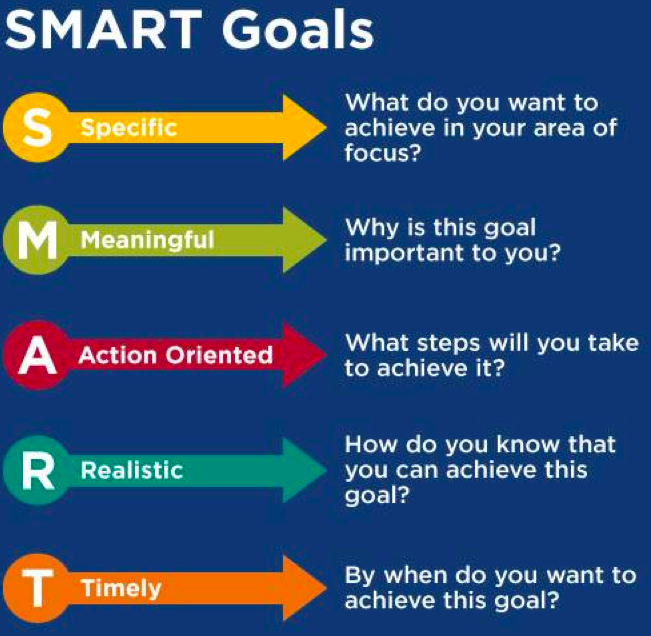 SMART Goals
S Specific
What do you want to
achieve in your area of
focus?
M Meaningful
Why is this goal
important to you?
A Action Oriented
What steps will you take
to achieve it?
R Realistic
How do you know that
you can achieve this
goal?
T Timely
By when do you want to
achieve this goal?